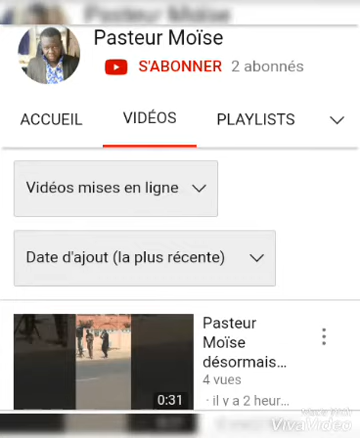 Pasteur Moïse
S'ABONNER 2 abonnés
ACCUEIL VIDÉOS PLAYLISTS
Vidéos mises en ligne
Date d'ajout (la plus récente)
Pasteur
Moïse
désormais...
4 vues
· il y a 2 heur...
0:31
VivaVideo